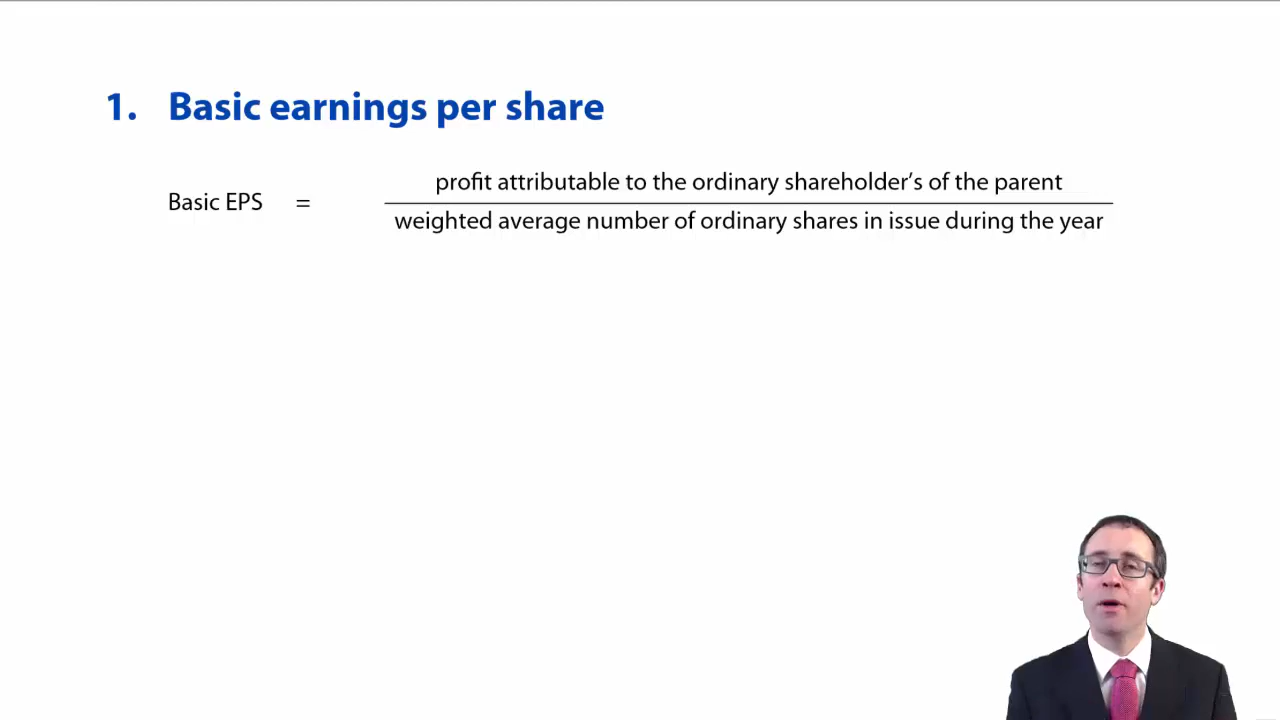 1. Basic earnings per share
profit attributable to the ordinary shareholder’s of the parent
Basic EPS =
weighted average number of ordinary shares in issue during the year